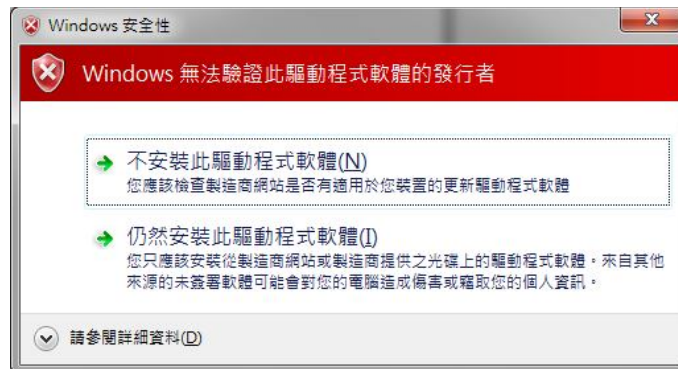 Windows 安全性
Windows 無法驗證此驅動程式軟體的發行者
不安裝此驅動程式軟體(N)
您應該檢查製造商網站是否有適用於您裝置的更新驅動程式軟體
仍然安裝此驅動程式軟體(I)
您只應該安裝從製造商網站或製造商提供之光碟上的驅動程式軟體。來自其他
來源的未簽署軟體可能會對您的電腦造成傷害或竊取您的個人資訊。
請參閱詳細資料(D)